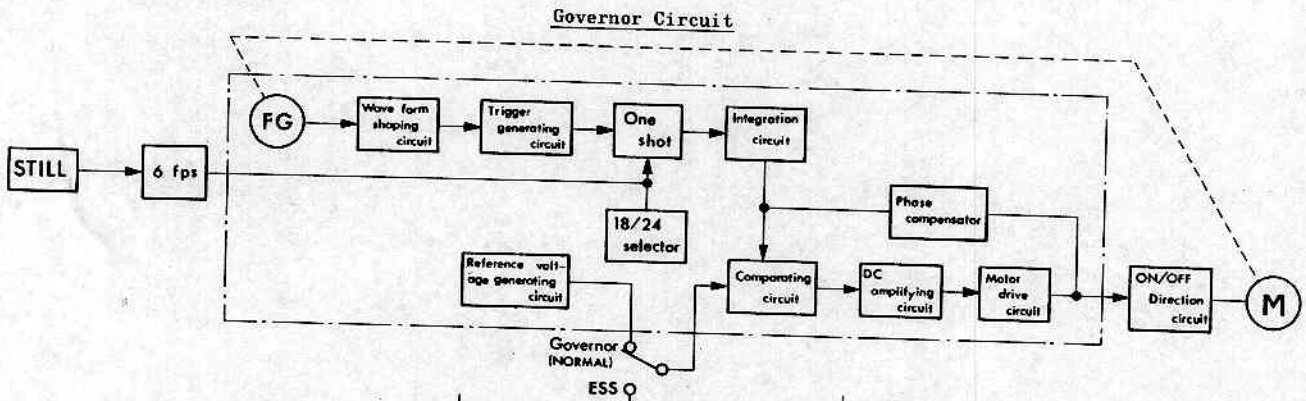 Governor Circuit
FG
Wave form
shaping
circuit
Trigger
generating
circuit
One
shot
Integration
circuit
STILL
6 fps
18/24
selector
Phase
compensator
Reference volt-
age generating
circuit
Comparating
circuit
DC
amplifying
circuit
Motor
drive
circuit
ON/OFF
Direction
circuit
M
Governor
(NORMAL)
ESS